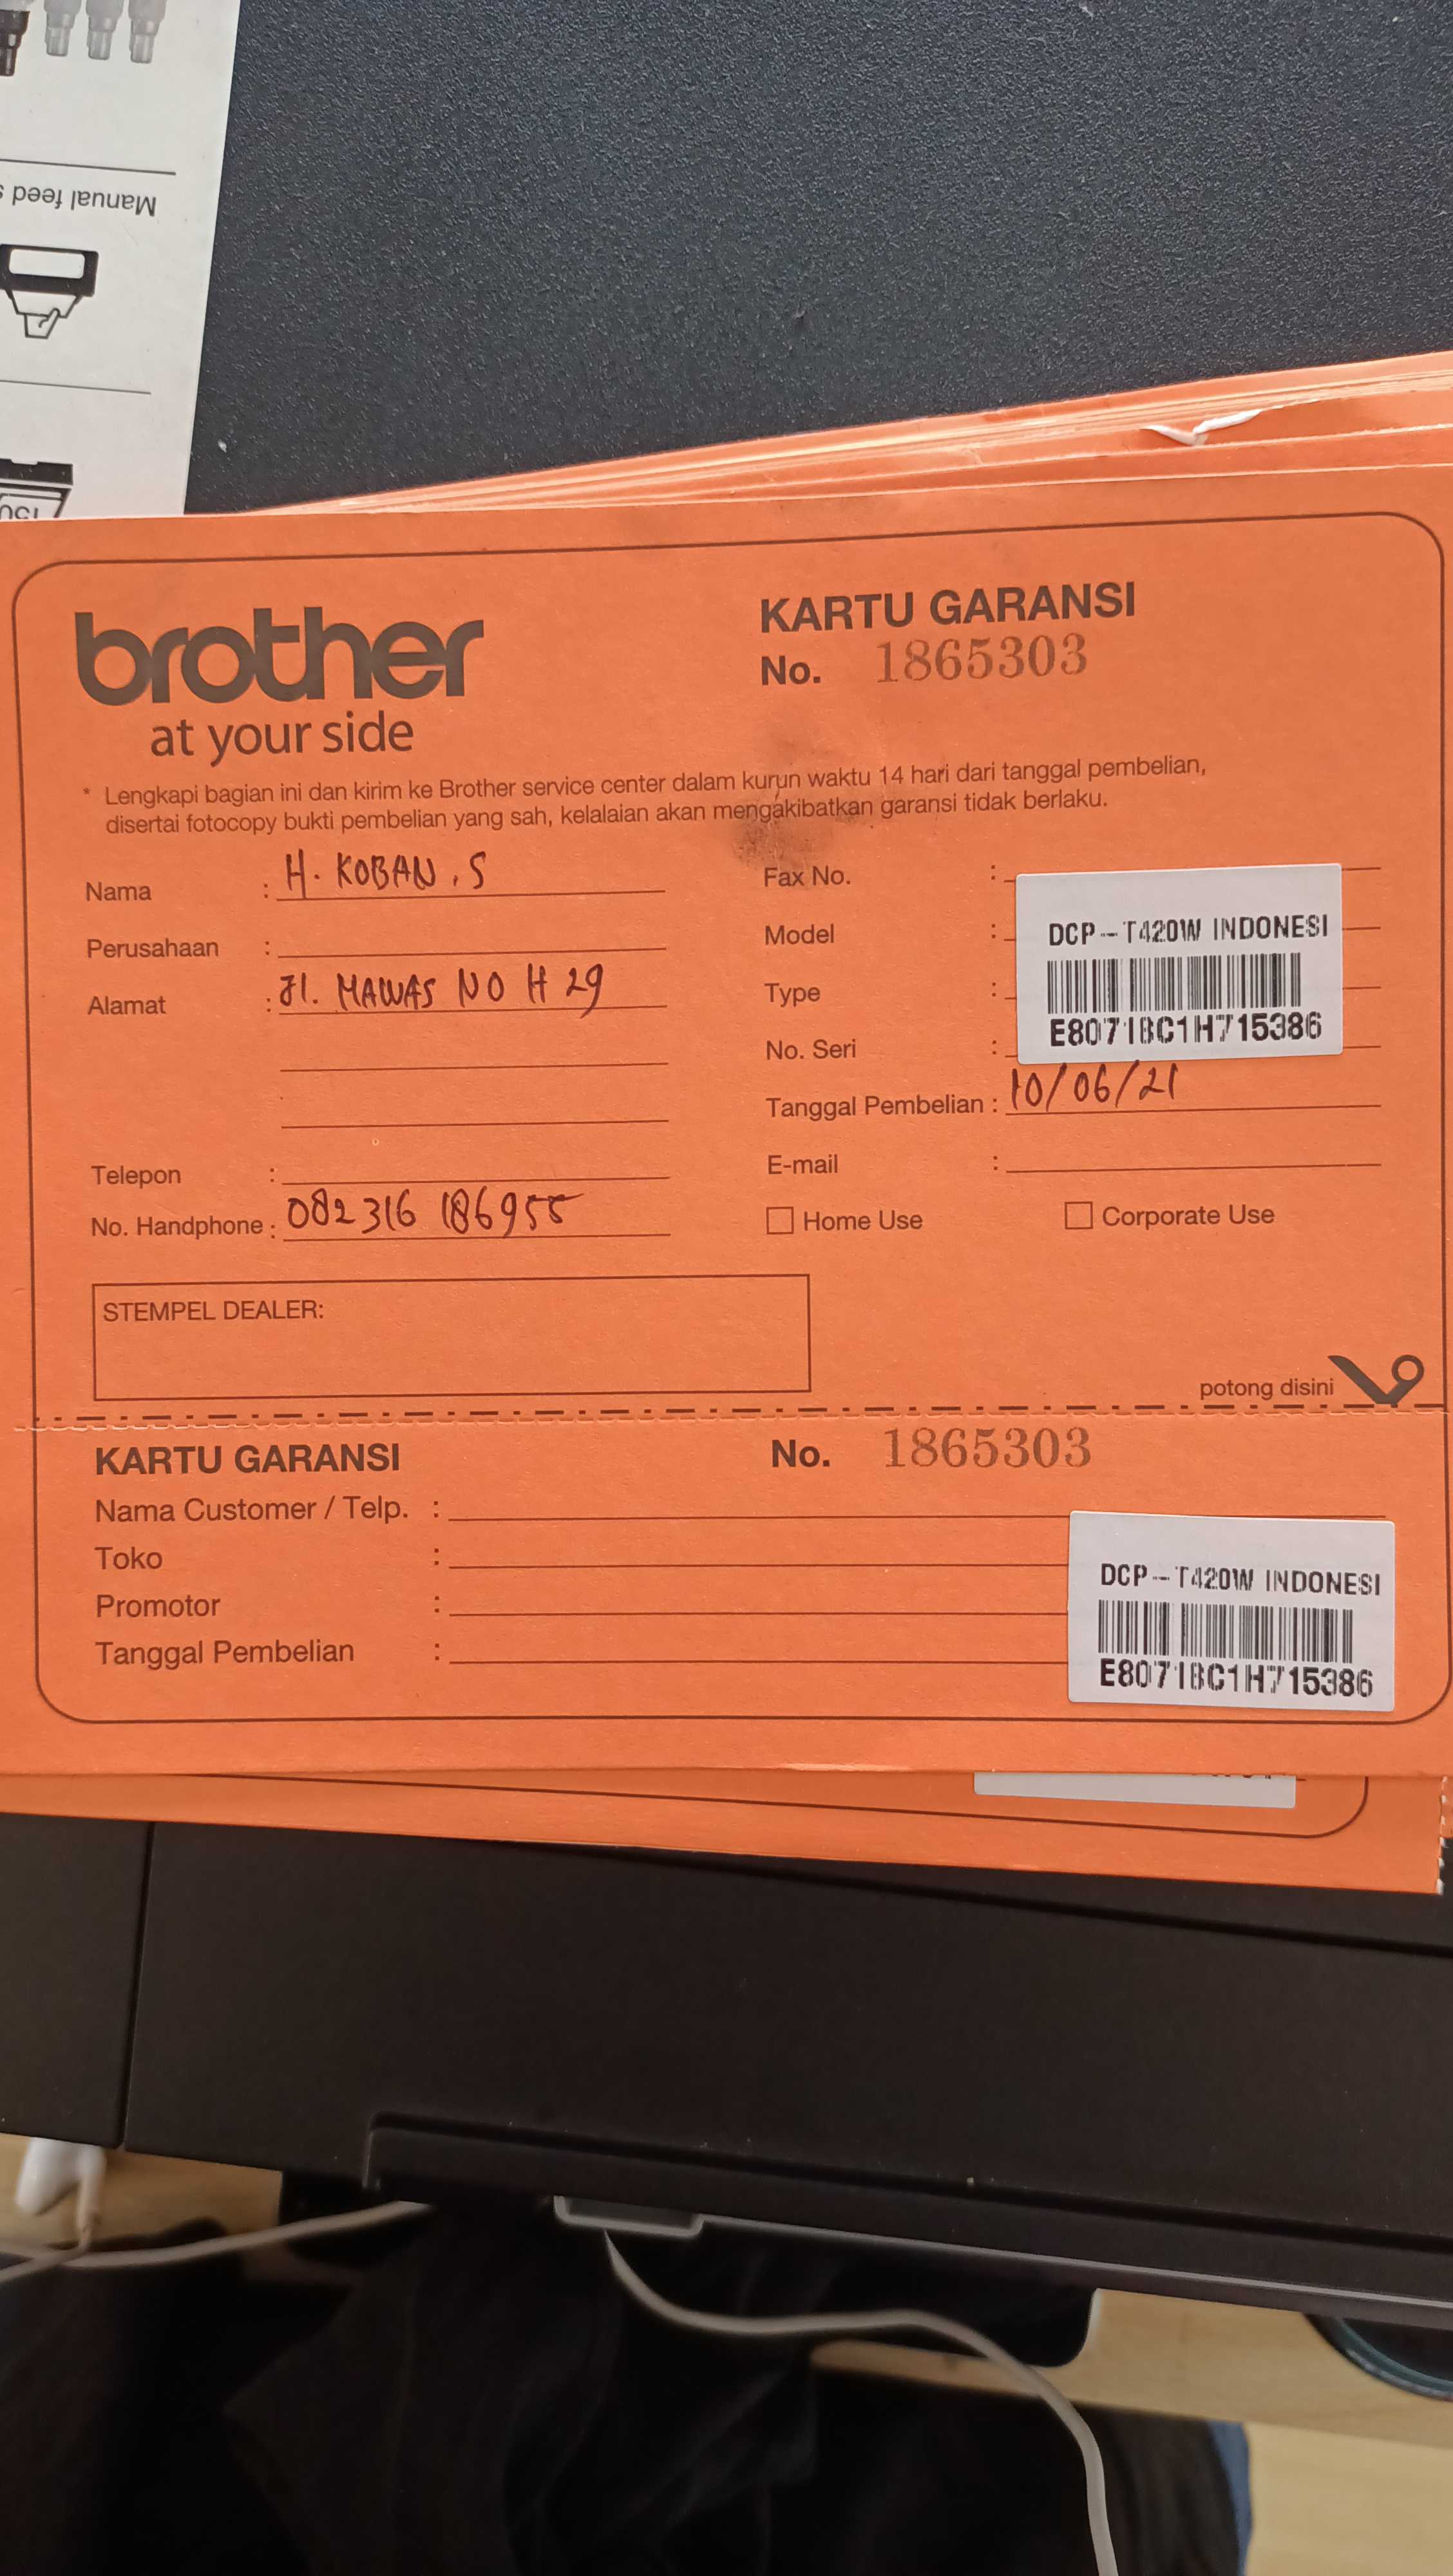 Manual feed
brother
at your side
KARTU GARANSI
No. 1865303
* Lengkapi bagian ini dan kirim ke Brother service center dalam kurun waktu 14 hari dari tanggal pembelian,
disertai fotocopy bukti pembelian yang sah, kelalaian akan mengakibatkan garansi tidak berlaku.
Nama : H. KOBAN . S
Perusahaan :
Alamat : Jl. MAWAS NO H 29
Telepon :
No. Handphone : 082316 186955
Fax No. :
Model :
Type :
No. Seri :
DCP-T420W INDONESI
E80718C1H715386
Tanggal Pembelian : 10/06/21
E-mail :
Home Use Corporate Use
STEMPEL DEALER:
potong disini
KARTU GARANSI No. 1865303
Nama Customer / Telp. :
Toko :
Promotor :
Tanggal Pembelian :
DCP-T420W INDONESI
E80718C1H715386